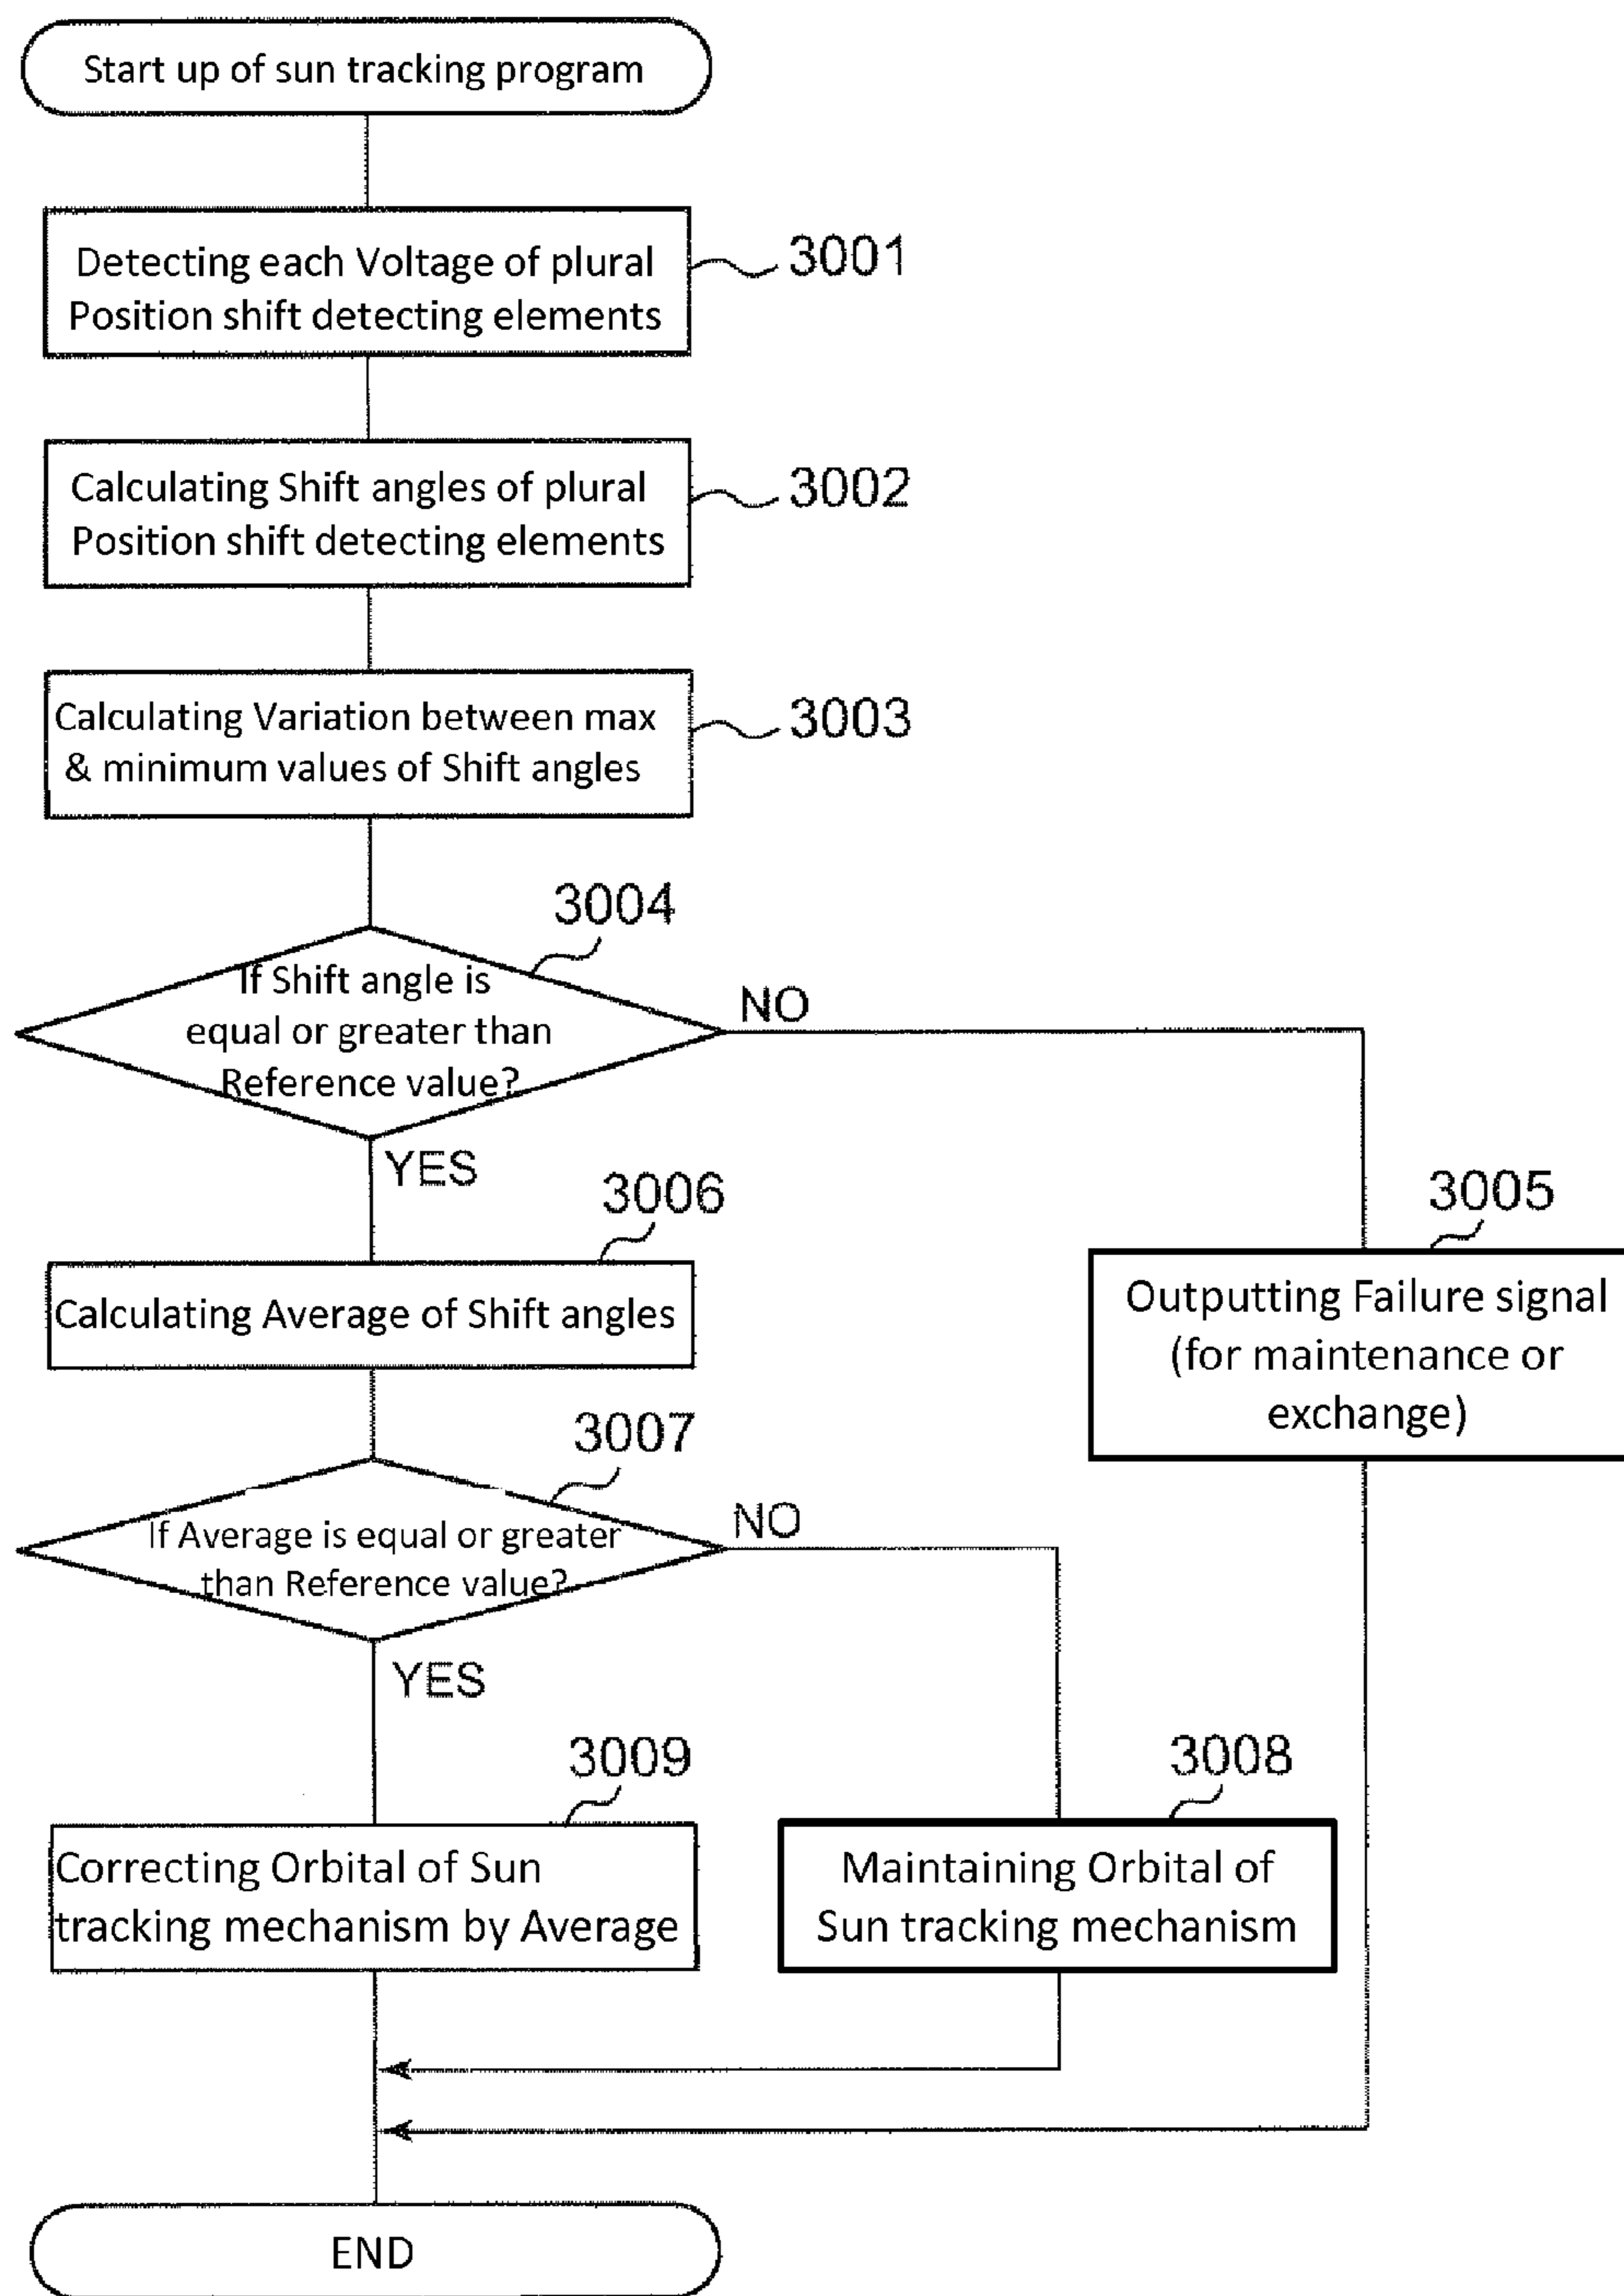 Start up of sun tracking program
Detecting each Voltage of plural
Position shift detecting elements
3001
Calculating Shift angles of plural
Position shift detecting elements
3002
Calculating Variation between max
& minimum values of Shift angles
3003
3004
If Shift angle is
equal or greater than
Reference value?
NO
YES
3006
Calculating Average of Shift angles
3005
Outputting Failure signal
(for maintenance or
exchange)
3007
If Average is equal or greater
than Reference value?
NO
YES
3009
Correcting Orbital of Sun
tracking mechanism by Average
3008
Maintaining Orbital of
Sun tracking mechanism
END